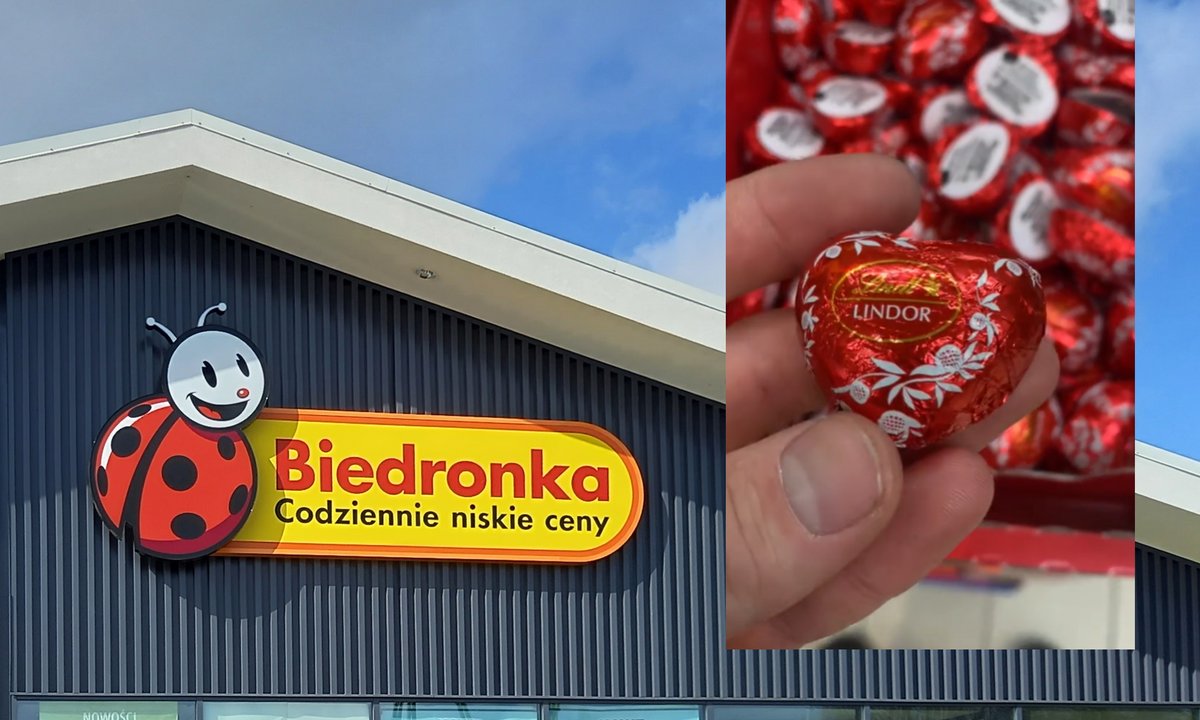 Biedronka
Codziennie niskie ceny
NOWOŚCI
Lindt
LINDOR